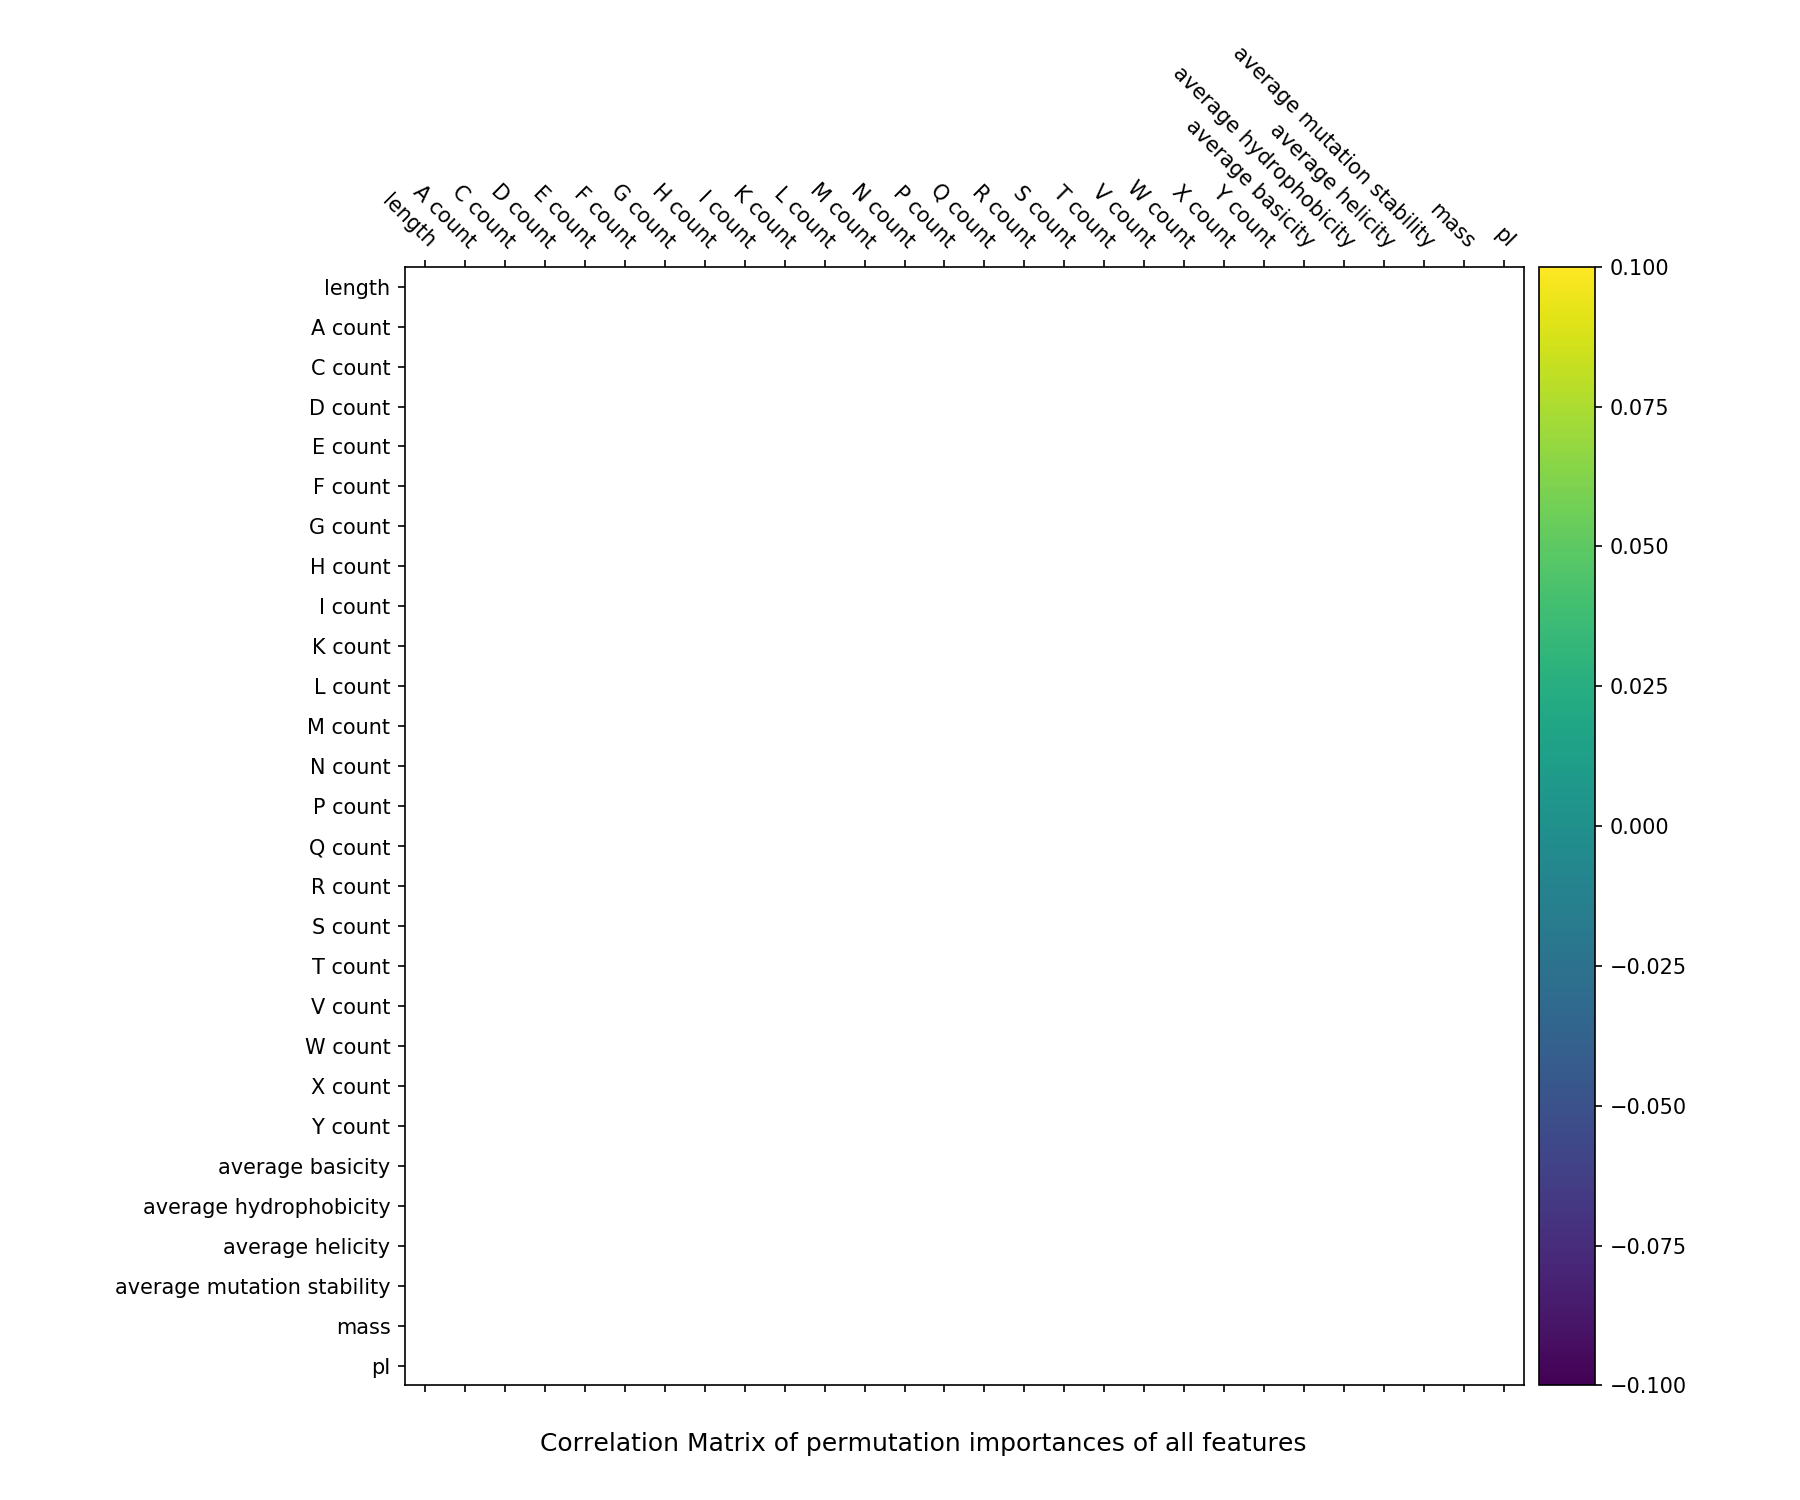 length
A count
C count
D count
E count
F count
G count
H count
I count
K count
L count
M count
N count
P count
Q count
R count
S count
T count
V count
W count
X count
Y count
average basicity
average hydrophobicity
average helicity
average mutation stability
mass
pI
length
A count
C count
D count
E count
F count
G count
H count
I count
K count
L count
M count
N count
P count
Q count
R count
S count
T count
V count
W count
X count
Y count
average basicity
average hydrophobicity
average helicity
average mutation stability
mass
pI
0.100
0.075
0.050
0.025
0.000
−0.025
−0.050
−0.075
−0.100
Correlation Matrix of permutation importances of all features